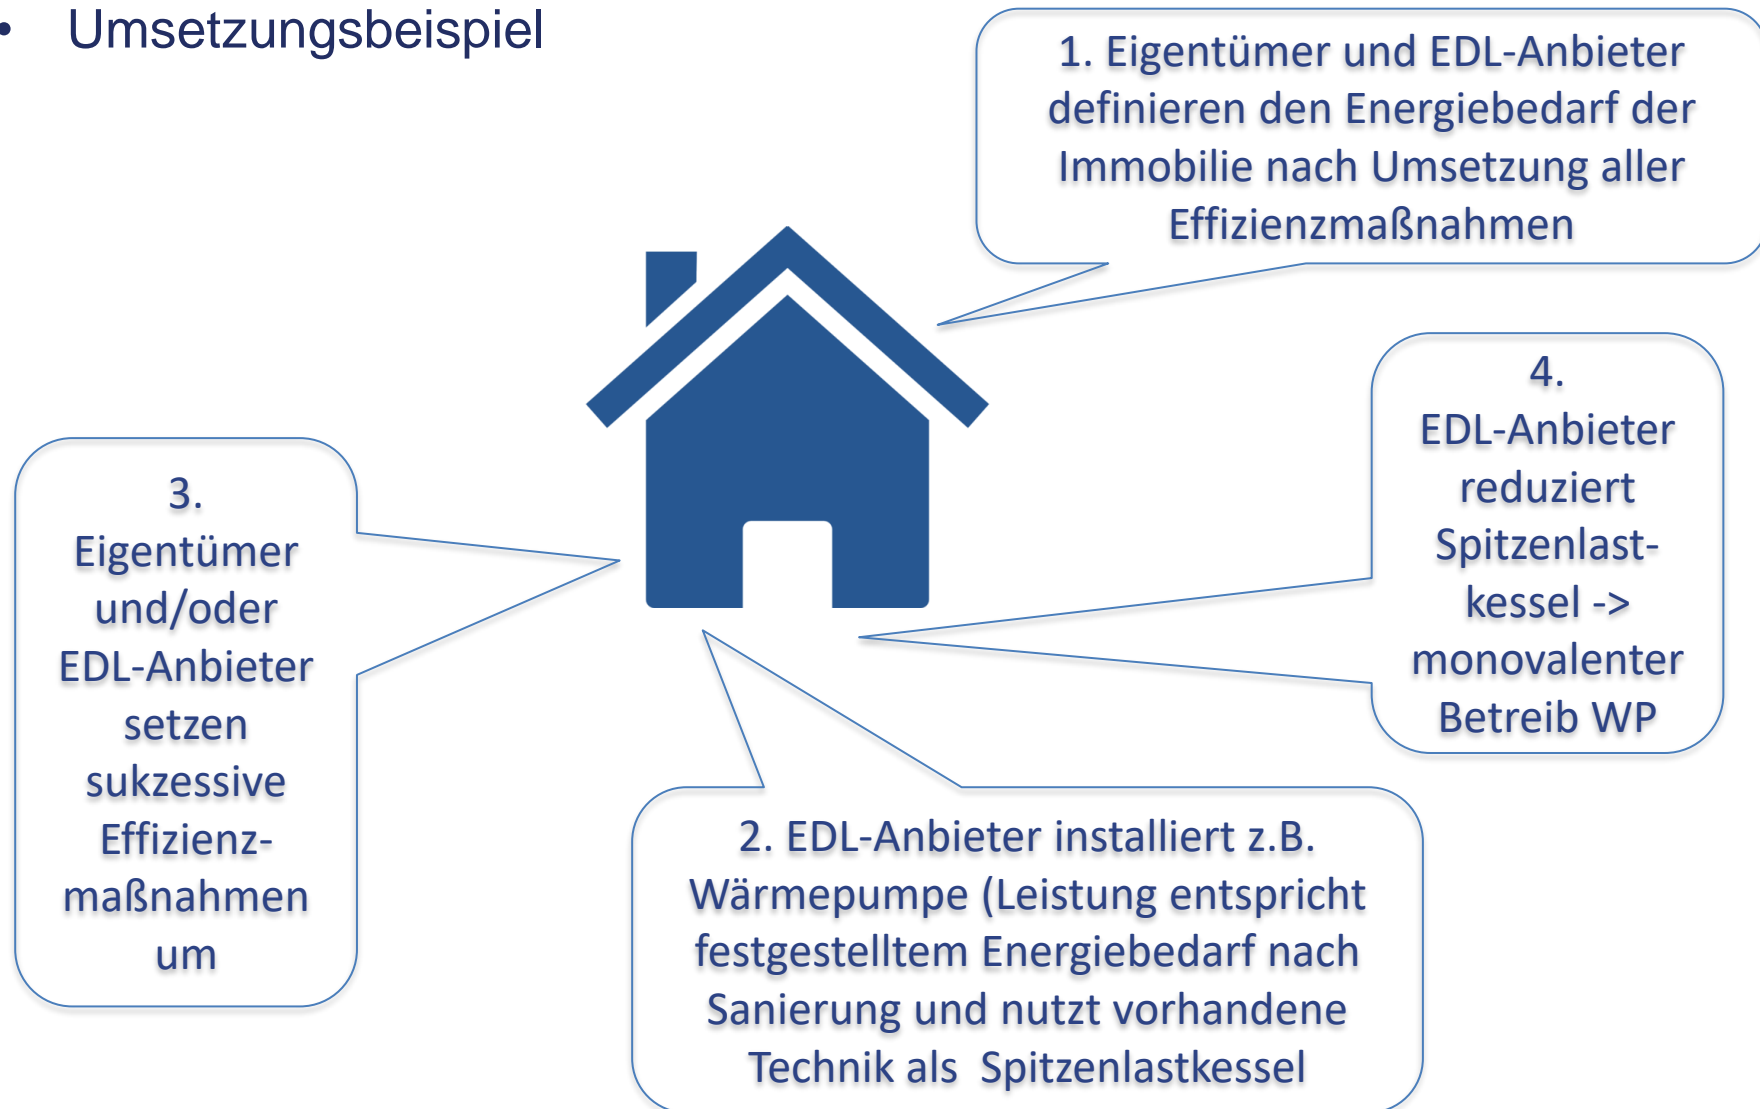 • Umsetzungsbeispiel
1. Eigentümer und EDL-Anbieter
definieren den Energiebedarf der
Immobilie nach Umsetzung aller
Effizienzmaßnahmen
2. EDL-Anbieter installiert z.B.
Wärmepumpe (Leistung entspricht
festgestelltem Energiebedarf nach
Sanierung und nutzt vorhandene
Technik als Spitzenlastkessel
3.
Eigentümer
und/oder
EDL-Anbieter
setzen
sukzessive
Effizienz-
maßnahmen
um
4.
EDL-Anbieter
reduziert
Spitzenlast-
kessel ->
monovalenter
Betreib WP